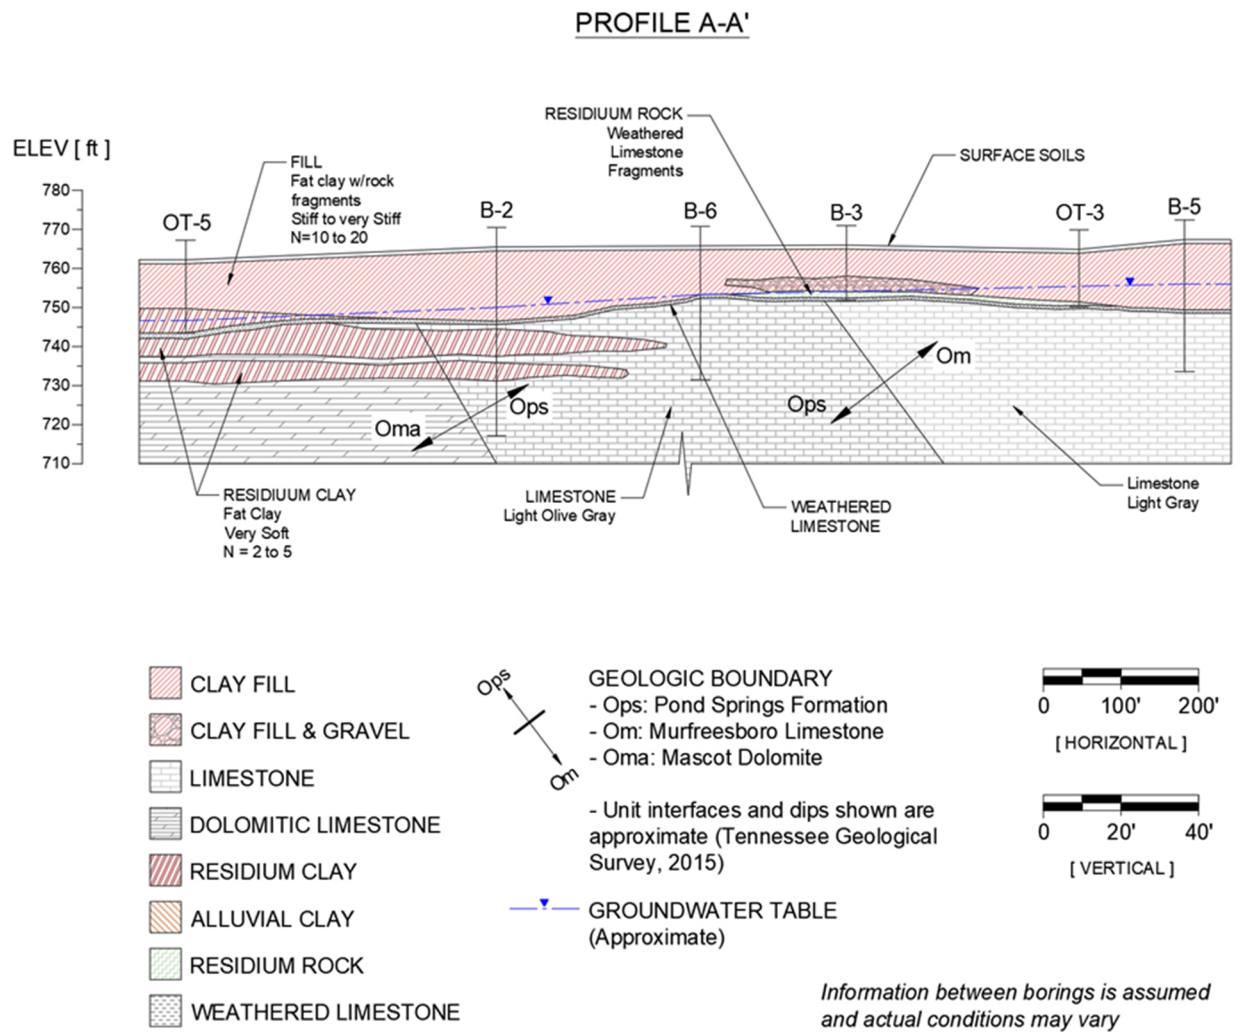 PROFILE A-A'
ELEV [ ft ]
780
770
760
750
740
730
720
710
OT-5
FILL
Fat clay w/rock
fragments
Stiff to very Stiff
N=10 to 20
B-2
RESIDIUUM ROCK
Weathered
Limestone
Fragments
B-6
B-3
SURFACE SOILS
OT-3
B-5
Oma
Ops
Ops
Om
RESIDIUUM CLAY
Fat Clay
Very Soft
N = 2 to 5
LIMESTONE
Light Olive Gray
WEATHERED
LIMESTONE
Limestone
Light Gray
CLAY FILL
CLAY FILL & GRAVEL
LIMESTONE
DOLOMITIC LIMESTONE
RESIDIUM CLAY
ALLUVIAL CLAY
RESIDIUM ROCK
WEATHERED LIMESTONE
Ops
Om
GEOLOGIC BOUNDARY
- Ops: Pond Springs Formation
- Om: Murfreesboro Limestone
- Oma: Mascot Dolomite
- Unit interfaces and dips shown are
approximate (Tennessee Geological
Survey, 2015)
GROUNDWATER TABLE
(Approximate)
0 100' 200'
[ HORIZONTAL ]
0 20' 40'
[ VERTICAL ]
Information between borings is assumed
and actual conditions may vary